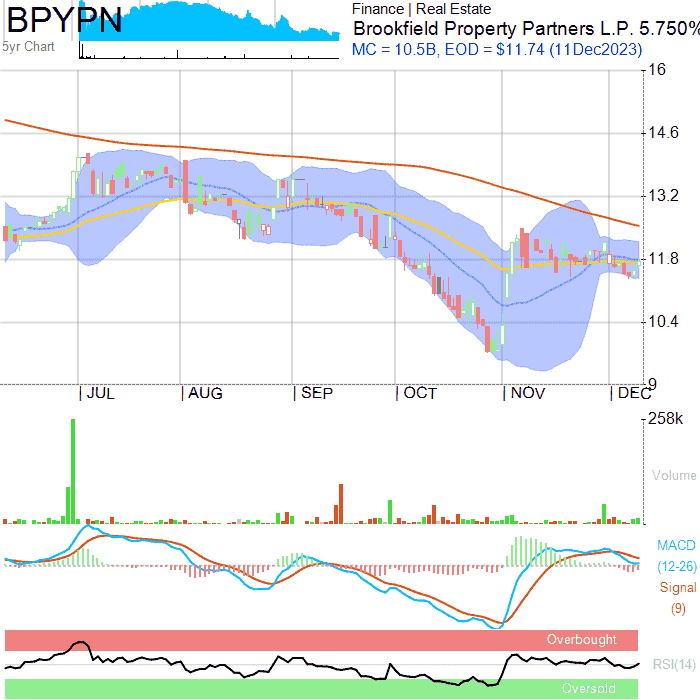 BPYPN
5yr Chart
Finance | Real Estate
Brookfield Property Partners L.P. 5.750%
MC = 10.5B, EOD = $11.74 (11Dec2023)
16
14.6
13.2
11.8
10.4
9
| JUL
| AUG
| SEP
| OCT
| NOV
| DEC
258k
Volume
MACD
(12-26)
Signal
(9)
Overbought
RSI(14)
Oversold